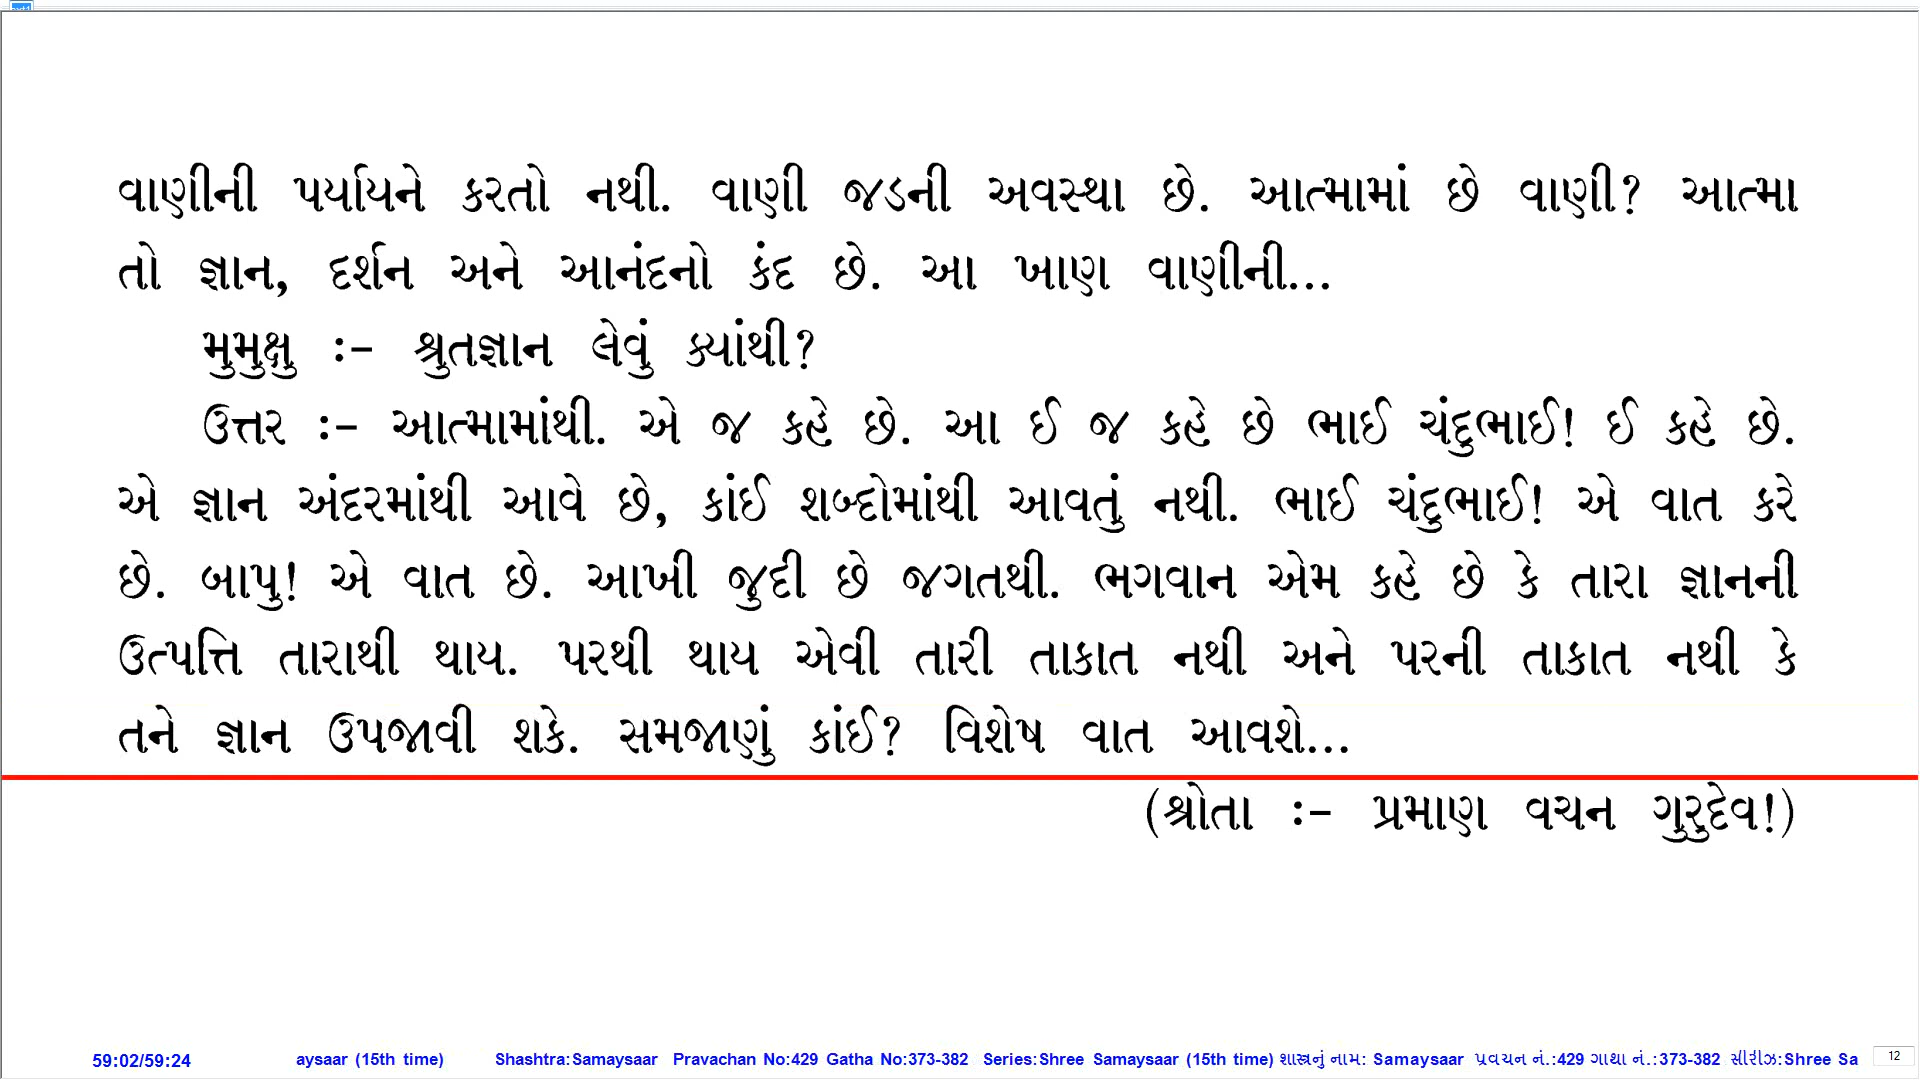 વાણીની પર્યાયને કરતો નથી. વાણી જડની અવસ્થા છે. આત્મામાં છે વાણી? આત્મા
તો જ્ઞાન, દર્શન અને આનંદનો કંદ છે. આ ખાણ વાણીની...
મુમુક્ષુ :- શ્રુતજ્ઞાન લેવું ક્યાંથી?
ઉત્તર :- આત્મામાંથી. એ જ કહે છે. આ ઈ જ કહે છે ભાઈ ચંદુભાઈ! ઈ કહે છે.
એ જ્ઞાન અંદરમાંથી આવે છે, કાંઈ શબ્દોમાંથી આવતું નથી. ભાઈ ચંદુભાઈ! એ વાત કરે
છે. બાપુ! એ વાત છે. આખી જુદી છે જગતથી. ભગવાન એમ કહે છે કે તારા જ્ઞાનની
ઉત્પત્તિ તારાથી થાય. પરથી થાય એવી તારી તાકાત નથી અને પરની તાકાત નથી કે
તને જ્ઞાન ઉપજાવી શકે. સમજાણું કાંઈ? વિશેષ વાત આવશે...
(શ્રોતા :- પ્રમાણ વચન ગુરુદેવ!)
59:02/59:24 aysaar (15th time) Shashtra:Samaysaar Pravachan No:429 Gatha No:373-382 Series:Shree Samaysaar (15th time) શાસ્ત્રનું નામ: Samaysaar પ્રવચન નં.:429 ગાથા નં.:373-382 સીરીઝ:Shree Sa 12